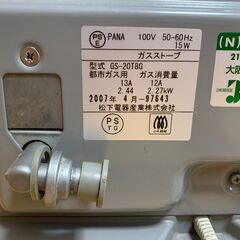 PS E PANA 100V 50-60Hz
15W
ガスストーブ
型式 GS-20T8G
都市ガス用 ガス消費量
13A 12A
2.44 2.27kW
2007年 4月-97643
松下電器産業株式会社
PS TG
(N)
21
大阪